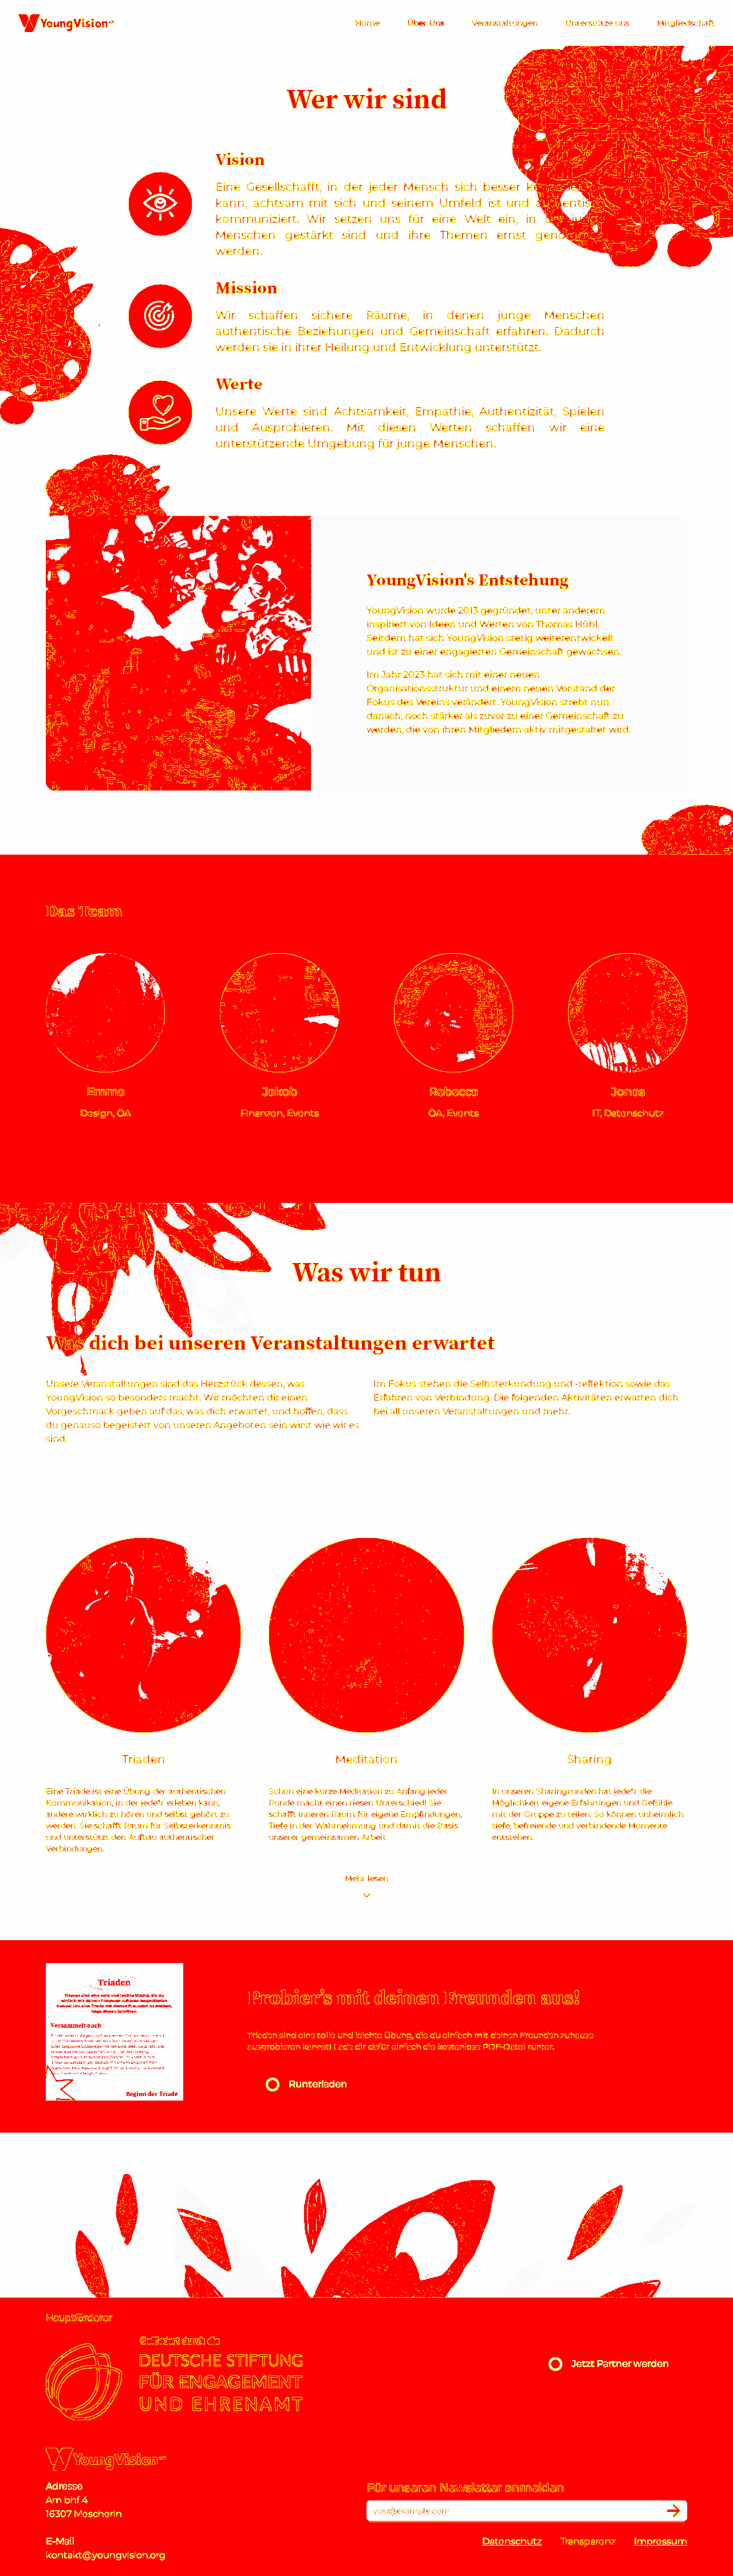 YoungVision
Home Über Uns Veranstaltungen Unterstütze uns Mitgliedschaft
Wer wir sind
Vision
Eine Gesellschafft, in der jeder Mensch sich besser
kann, achtsam mit sich und seinem Umfeld ist und
kommuniziert. Wir setzen uns für eine Welt ein, in
Menschen gestärkt sind und ihre Themen ernst
werden.
Mission
Wir schaffen sichere Räume, in denen junge Menschen
authentische Beziehungen und Gemeinschaft erfahren. Dadurch
werden sie in ihrer Heilung und Entwicklung unterstützt.
Werte
Unsere Werte sind Achtsamkeit, Empathie, Authentizität, Spielen
und Ausprobieren. Mit diesen Werten schaffen wir eine
unterstützende Umgebung für junge Menschen.
YoungVision's Entstehung
YoungVision wurde 2013 gegründet, unter anderem
inspiriert von Ideen und Werten von Thomas Hübl.
Seitdem hat sich YoungVision stetig weiterentwickelt
und ist zu einer engagierten Gemeinschaft gewachsen.
Im Jahr 2023 hat sich mit einer neuen
Organisationsstruktur und einem neuen Vorstand der
Fokus des Vereins verändert. YoungVision strebt nun
danach, noch stärker als zuvor zu einer Gemeinschaft zu
werden, die von ihren Mitgliedern aktiv mitgestaltet wird.
Das Team
Emma Jakob Rebecca Jonas
Design, ÖA Finanzen, Events ÖA, Events IT, Datenschutz
Was wir tun
Was dich bei unseren Veranstaltungen erwartet
Unsere Veranstaltungen sind das Herzstück dessen, was
YoungVision so besonders macht. Wir möchten dir einen
Vorgeschmack geben auf das, was dich erwartet, und hoffen, dass
du genauso begeistert von unseren Angeboten sein wirst wie wir es
sind.
Im Fokus stehen die Selbsterkundung und -reflektion sowie das
Erfahren von Verbindung. Die folgenden Aktivitäten erwarten dich
bei all unseren Veranstaltungen und mehr.
Triaden
Eine Triade ist eine Übung der authentischen
Kommunikation, in der jede*r erleben kann,
andere wirklich zu hören und selbst gehört zu
werden. Sie schafft Raum für Selbsterkenntnis
und unterstützt den Aufbau authentischer
Verbindungen.
Meditation
Schon eine kurze Meditation zu Anfang jeder
Runde macht einen riesen Unterschied! Sie
schafft inneren Raum für eigene Empfindungen,
Tiefe in der Wahrnehmung und damit die Basis
unserer gemeinsamen Arbeit.
Sharing
In unseren Sharingrunden hat jede*r die
Möglichkeit eigene Erfahrungen und Gefühle
mit der Gruppe zu teilen. So können unheimlich
tiefe, befreiende und verbindende Momente
entstehen.
Mehr lesen
Triaden
Versammelt euch
Beginn der Triade
Probier's mit deinen Freunden aus!
Triaden sind eine tolle und leichte Übung, die du einfach mit deinen Freunden zuhause
ausprobieren kannst! Lade dir dafür einfach die kostenlose PDF-Datei runter.
Runterladen
Hauptförderer
Gefördert durch die
DEUTSCHE STIFTUNG
FÜR ENGAGEMENT
UND EHRENAMT
Jetzt Partner werden
YoungVision
Adresse
Am bhf 4
16307 Mescherin
E-Mail
kontakt@youngvision.org
Für unseren Newsletter anmelden
your@example.com
Datenschutz Transparenz Impressum